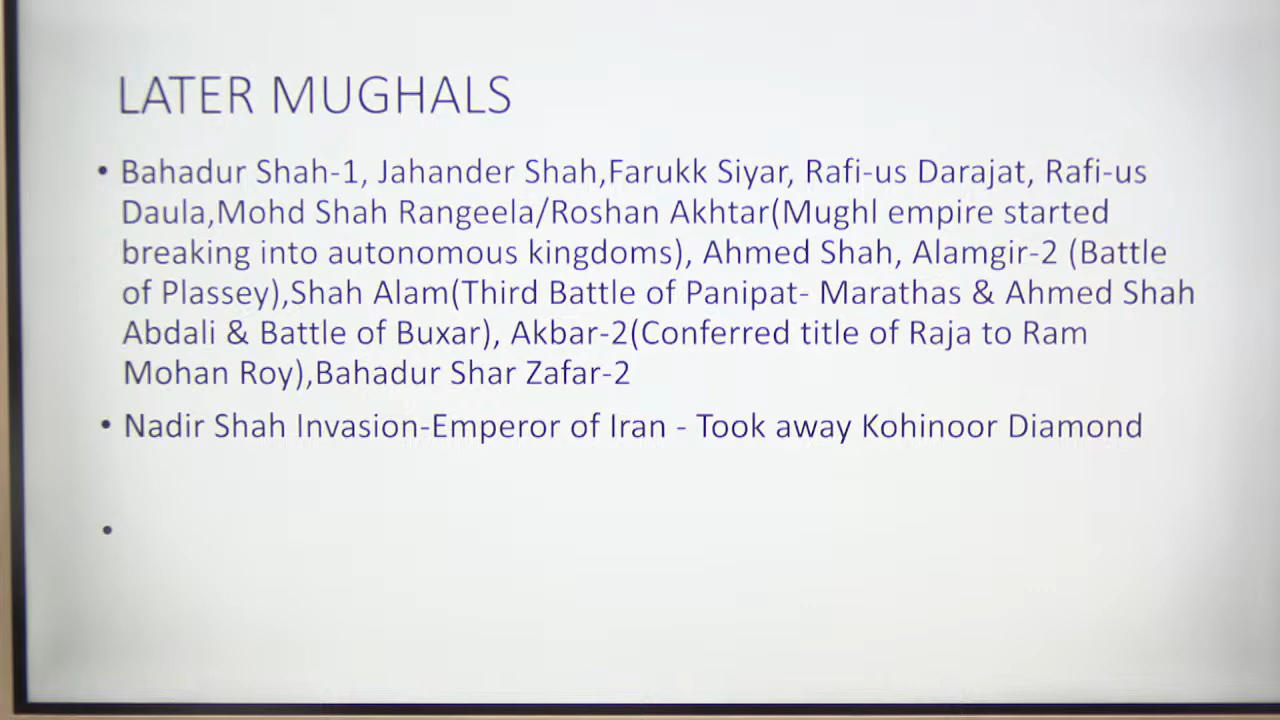 LATER MUGHALS
• Bahadur Shah-1, Jahander Shah,Farukk Siyar, Rafi-us Darajat, Rafi-us
Daula,Mohd Shah Rangeela/Roshan Akhtar(Mughl empire started
breaking into autonomous kingdoms), Ahmed Shah, Alamgir-2 (Battle
of Plassey),Shah Alam(Third Battle of Panipat- Marathas & Ahmed Shah
Abdali & Battle of Buxar), Akbar-2(Conferred title of Raja to Ram
Mohan Roy),Bahadur Shar Zafar-2
• Nadir Shah Invasion-Emperor of Iran - Took away Kohinoor Diamond
•